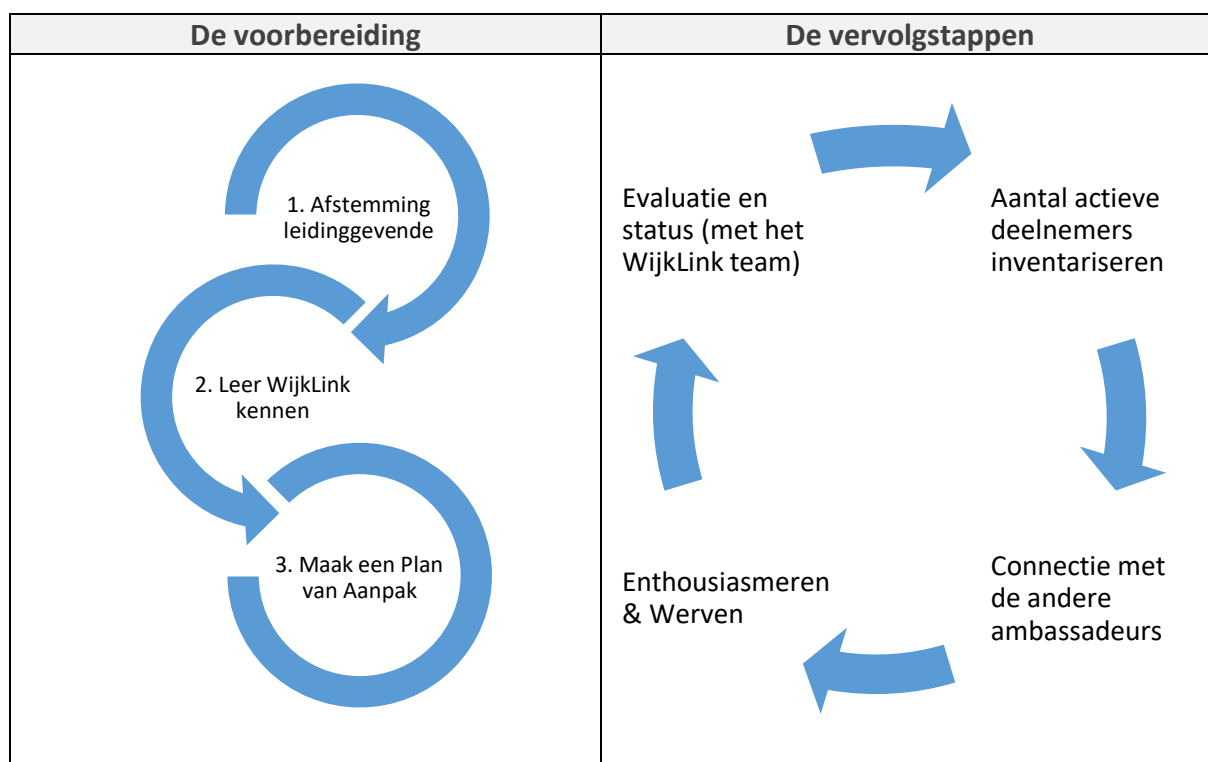 De voorbereiding
De vervolgstappen
1. Afstemming
leidinggevende
2. Leer WijkLink
kennen
3. Maak een Plan
van Aanpak
Evaluatie en
status (met het
WijkLink team)
Aantal actieve
deelnemers
inventariseren
Connectie met
de andere
ambassadeurs
Enthousiasmeren
& Werven